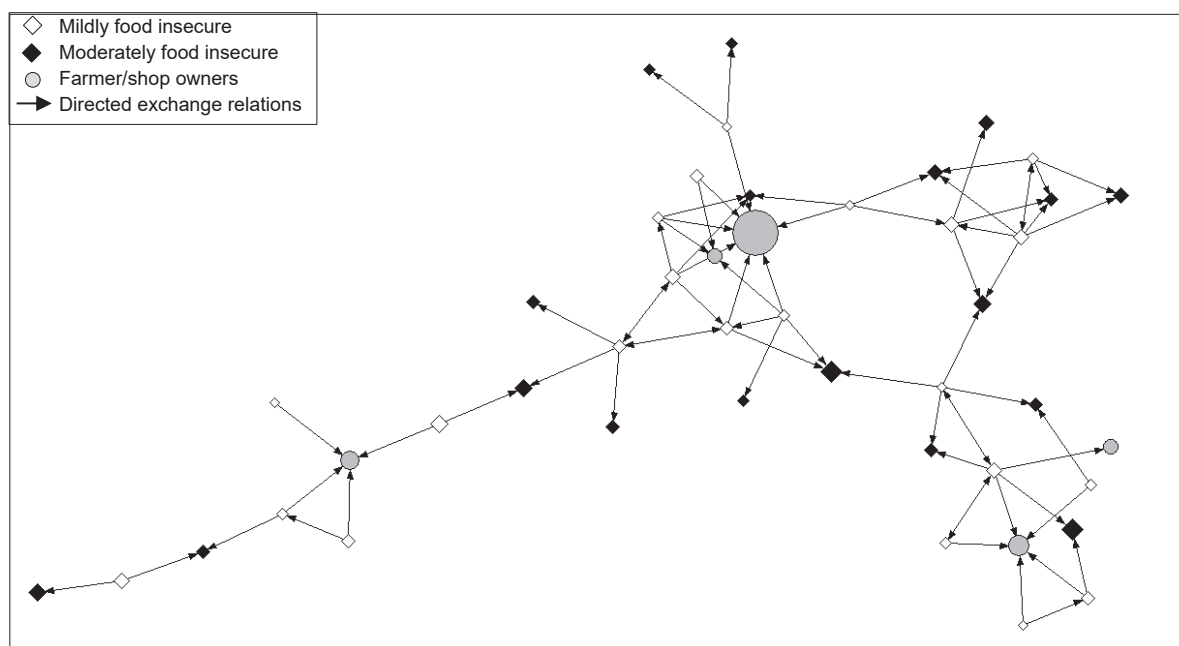 Mildly food insecure
Moderately food insecure
Farmer/shop owners
Directed exchange relations